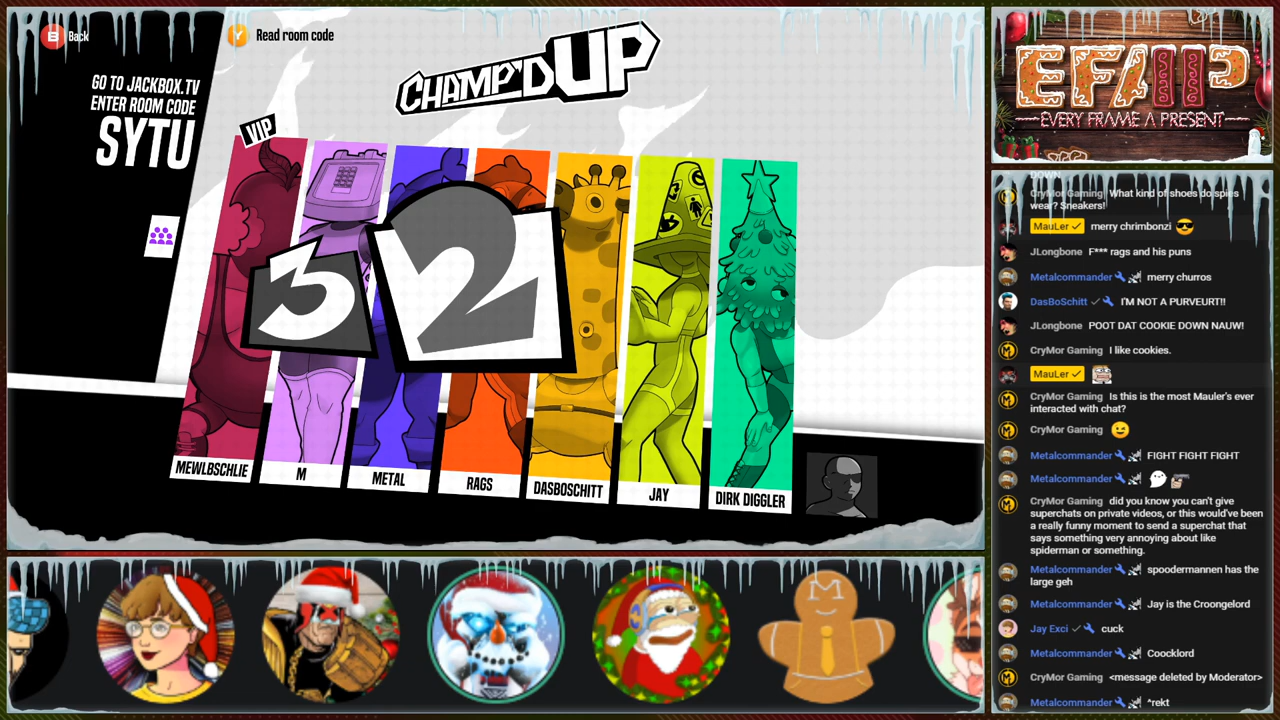 B Back
Y Read room code
GO TO JACKBOX.TV
ENTER ROOM CODE
SYTU
CHAMP'D UP
VIP
3 2
MEWLBSCHLIE
M
METAL
RAGS
DASBOSCHITT
JAY
DIRK DIGGLER
EFAP
EVERY FRAME A PRESENT
DOWN
CryMor Gaming What kind of shoes do spies
wear? Sneakers!
MauLer merry chrimbonzi
JLongbone F*** rags and his puns
Metalcommander merry churros
DasBoSchitt I'M NOT A PURVEURT!!
JLongbone POOT DAT COOKIE DOWN NAUW!
CryMor Gaming I like cookies.
MauLer
CryMor Gaming Is this is the most Mauler's ever
interacted with chat?
CryMor Gaming
Metalcommander FIGHT FIGHT FIGHT
Metalcommander
CryMor Gaming did you know you can't give
superchats on private videos, or this would've been
a really funny moment to send a superchat that
says something very annoying about like
spiderman or something.
Metalcommander spoodermannen has the
large geh
Metalcommander Jay is the Croongelord
Jay Exci cuck
Metalcommander Coocklord
CryMor Gaming <message deleted by Moderator>
Metalcommander *rekt
M